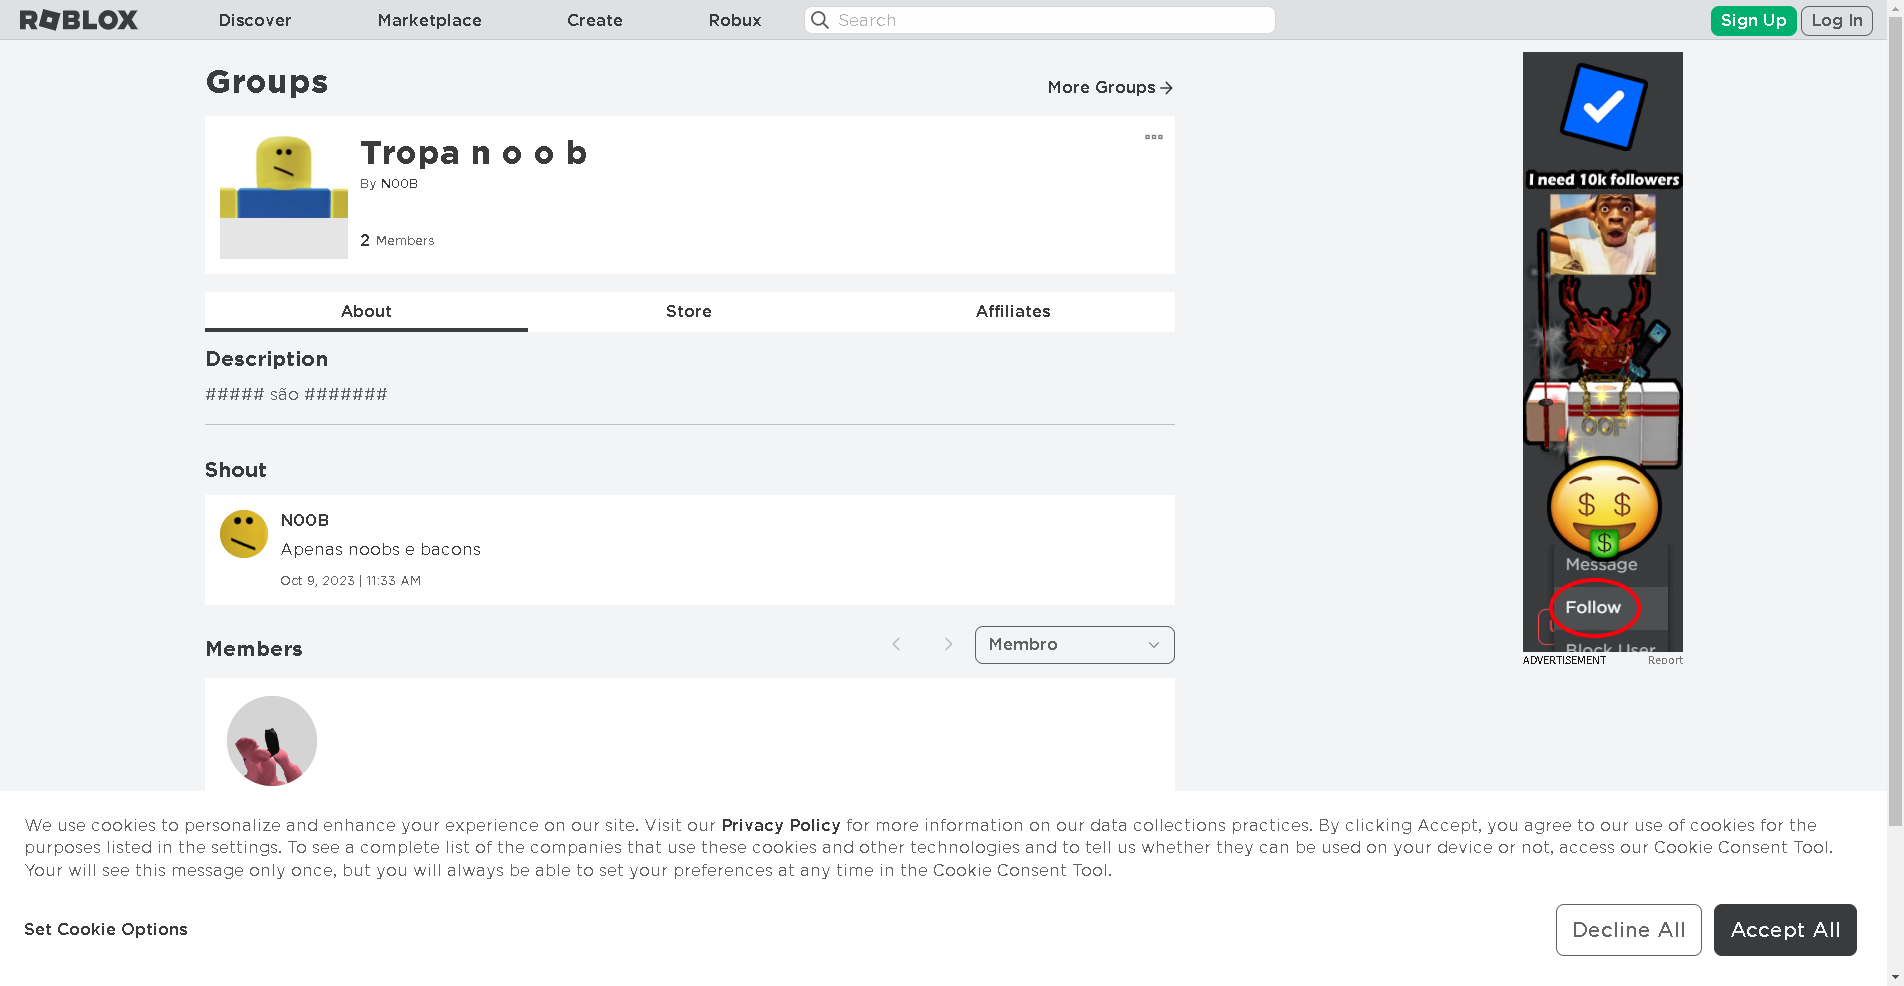 ROBLOX
Discover
Marketplace
Create
Robux
Search
Sign Up
Log In
Groups
More Groups
Tropa n o o b
By N00B
2 Members
About
Store
Affiliates
Description
##### são #######
Shout
N00B
Apenas noobs e bacons
Oct 9, 2023 | 11:33 AM
Members
Membro
I need 10k followers
OOF
Message
Follow
Block User
ADVERTISEMENT
Report
We use cookies to personalize and enhance your experience on our site. Visit our Privacy Policy for more information on our data collections practices. By clicking Accept, you agree to our use of cookies for the
purposes listed in the settings. To see a complete list of the companies that use these cookies and other technologies and to tell us whether they can be used on your device or not, access our Cookie Consent Tool.
Your will see this message only once, but you will always be able to set your preferences at any time in the Cookie Consent Tool.
Set Cookie Options
Decline All
Accept All